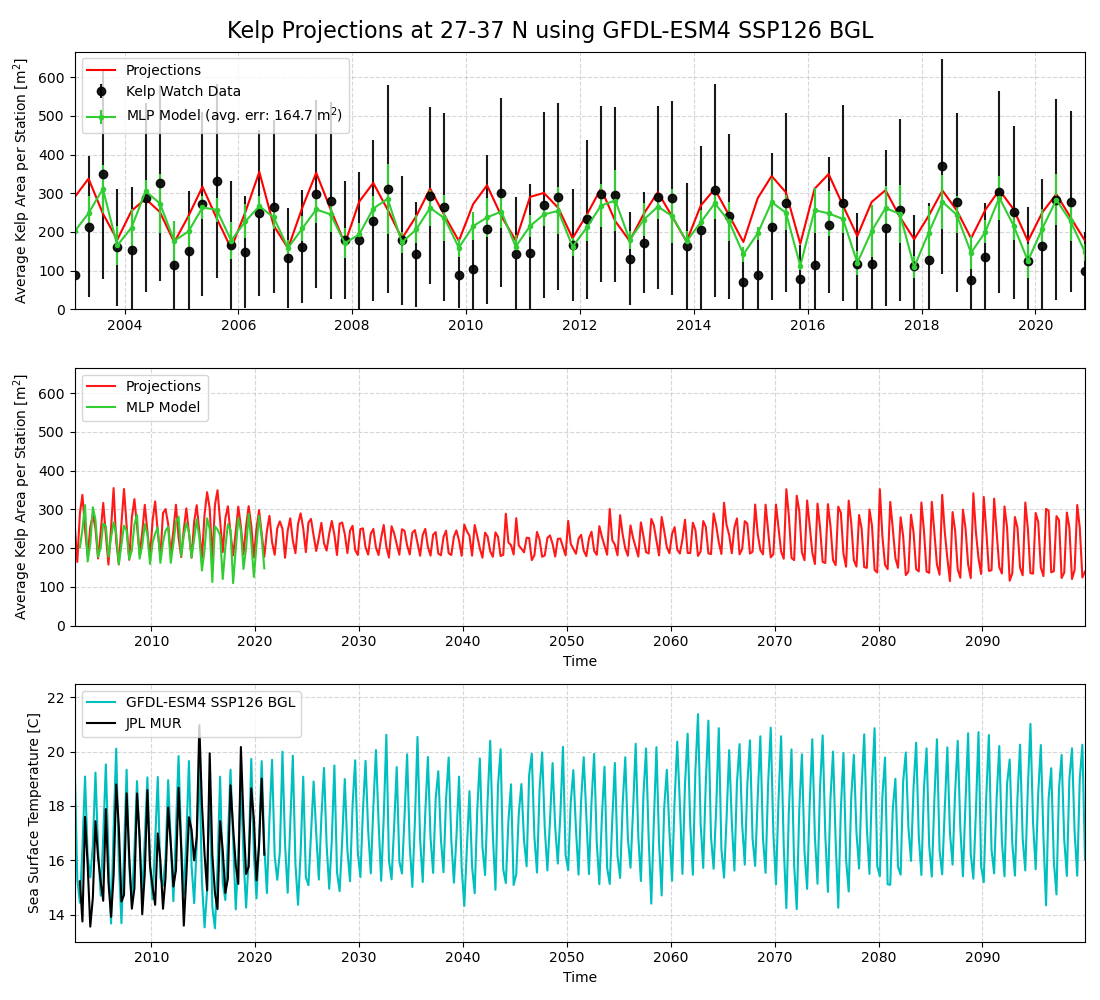 Kelp Projections at 27-37 N using GFDL-ESM4 SSP126 BGL
Average Kelp Area per Station [m²]
600
500
400
300
200
100
0
Projections
Kelp Watch Data
MLP Model (avg. err: 164.7 m²)
2004 2006 2008 2010 2012 2014 2016 2018 2020
Average Kelp Area per Station [m²]
600
500
400
300
200
100
0
Projections
MLP Model
2010 2020 2030 2040 2050 2060 2070 2080 2090
Time
Sea Surface Temperature [C]
22
20
18
16
14
GFDL-ESM4 SSP126 BGL
JPL MUR
2010 2020 2030 2040 2050 2060 2070 2080 2090
Time